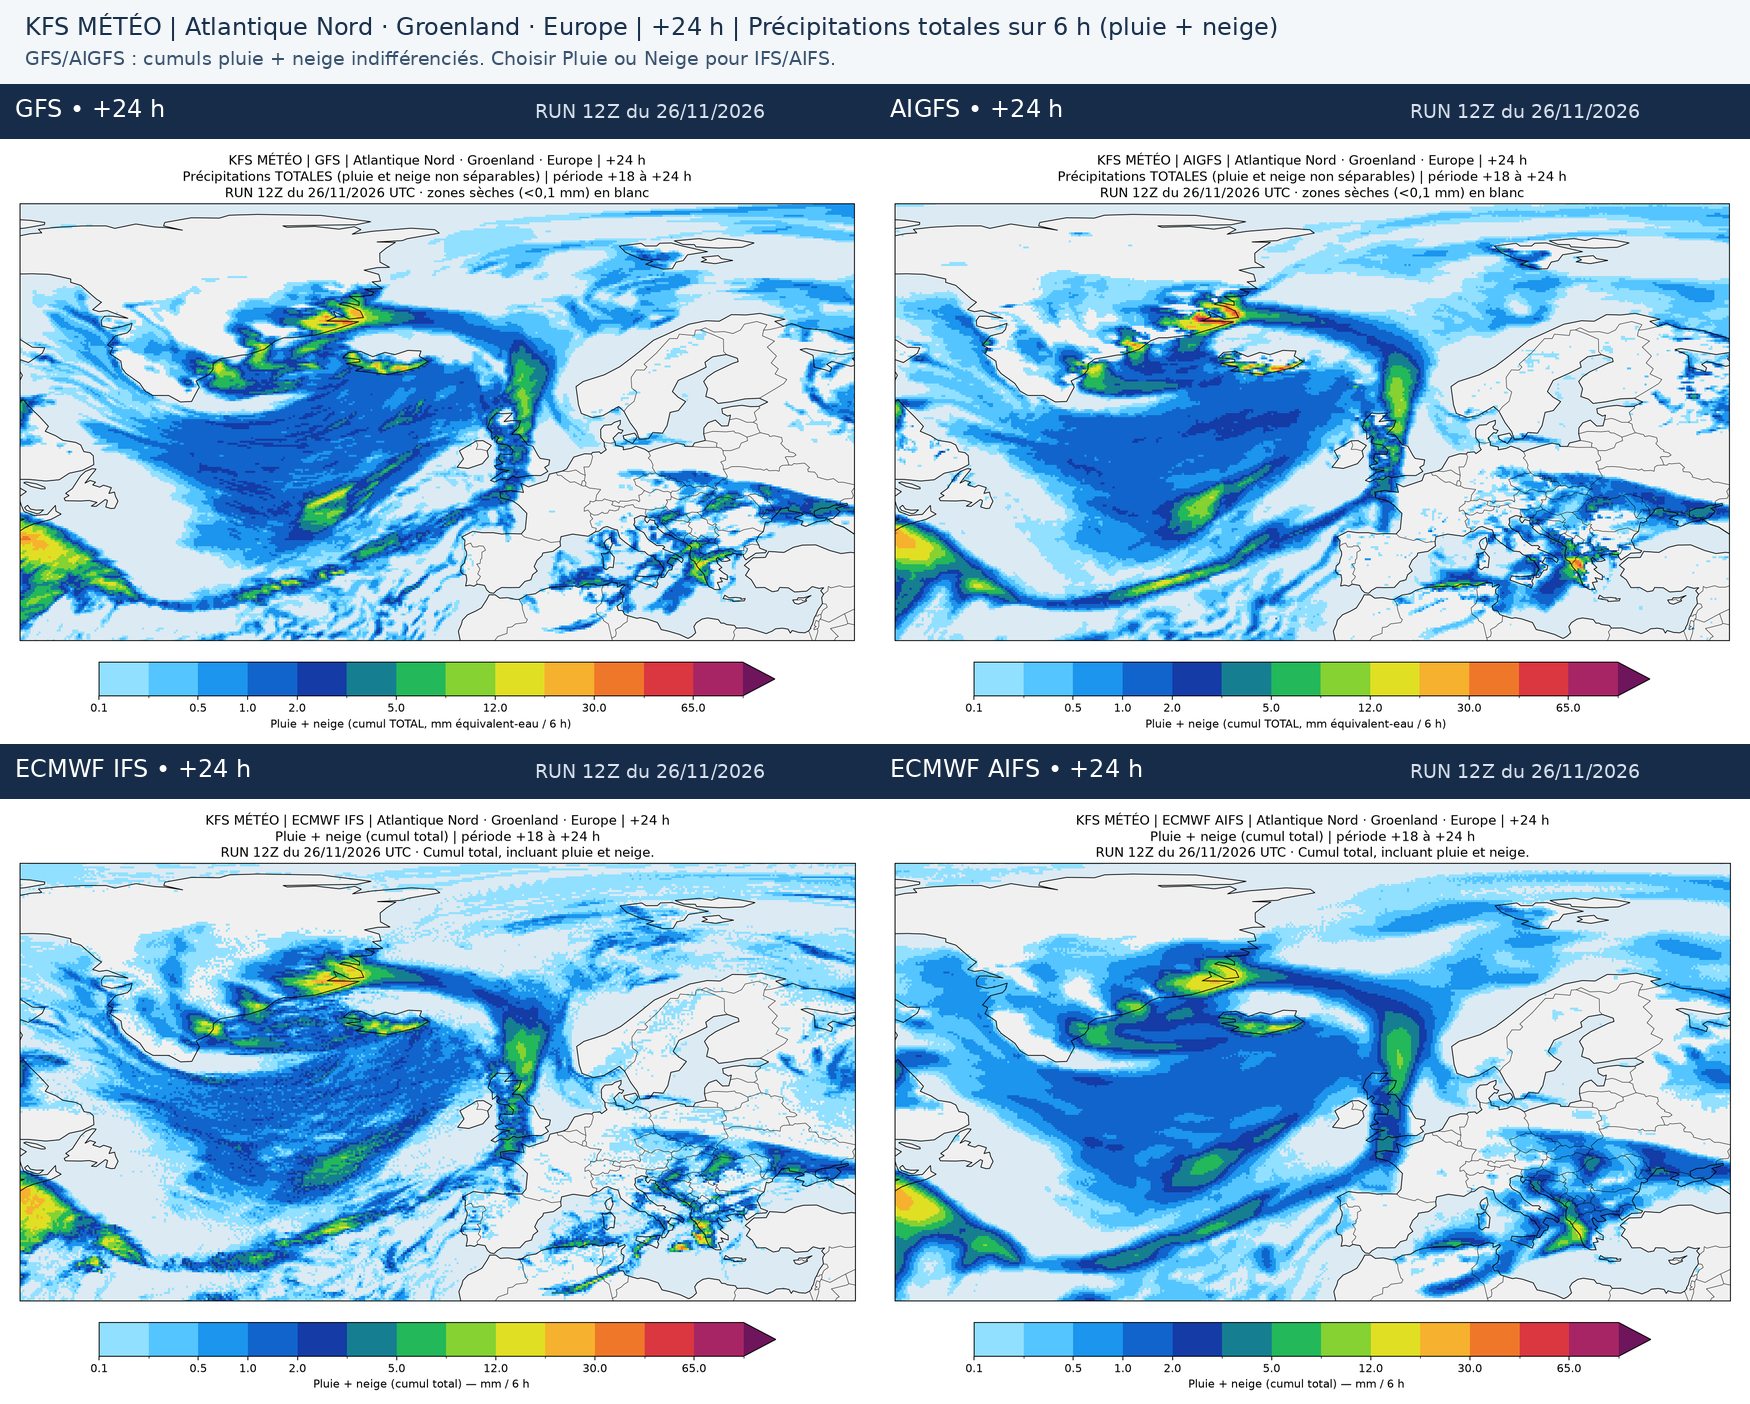 KFS MÉTÉO | Atlantique Nord · Groenland · Europe | +24 h | Précipitations totales sur 6 h (pluie + neige)
GFS/AIGFS : cumuls pluie + neige indifférenciés. Choisir Pluie ou Neige pour IFS/AIFS.
GFS • +24 h
RUN 12Z du 26/11/2026
KFS MÉTÉO | GFS | Atlantique Nord · Groenland · Europe | +24 h
Précipitations TOTALES (pluie et neige non séparables) | période +18 à +24 h
RUN 12Z du 26/11/2026 UTC · zones sèches (<0,1 mm) en blanc
0.1 0.5 1.0 2.0 5.0 12.0 30.0 65.0
Pluie + neige (cumul TOTAL, mm équivalent-eau / 6 h)
AIGFS • +24 h
RUN 12Z du 26/11/2026
KFS MÉTÉO | AIGFS | Atlantique Nord · Groenland · Europe | +24 h
Précipitations TOTALES (pluie et neige non séparables) | période +18 à +24 h
RUN 12Z du 26/11/2026 UTC · zones sèches (<0,1 mm) en blanc
0.1 0.5 1.0 2.0 5.0 12.0 30.0 65.0
Pluie + neige (cumul TOTAL, mm équivalent-eau / 6 h)
ECMWF IFS • +24 h
RUN 12Z du 26/11/2026
KFS MÉTÉO | ECMWF IFS | Atlantique Nord · Groenland · Europe | +24 h
Pluie + neige (cumul total) | période +18 à +24 h
RUN 12Z du 26/11/2026 UTC · Cumul total, incluant pluie et neige.
0.1 0.5 1.0 2.0 5.0 12.0 30.0 65.0
Pluie + neige (cumul total) — mm / 6 h
ECMWF AIFS • +24 h
RUN 12Z du 26/11/2026
KFS MÉTÉO | ECMWF AIFS | Atlantique Nord · Groenland · Europe | +24 h
Pluie + neige (cumul total) | période +18 à +24 h
RUN 12Z du 26/11/2026 UTC · Cumul total, incluant pluie et neige.
0.1 0.5 1.0 2.0 5.0 12.0 30.0 65.0
Pluie + neige (cumul total) — mm / 6 h